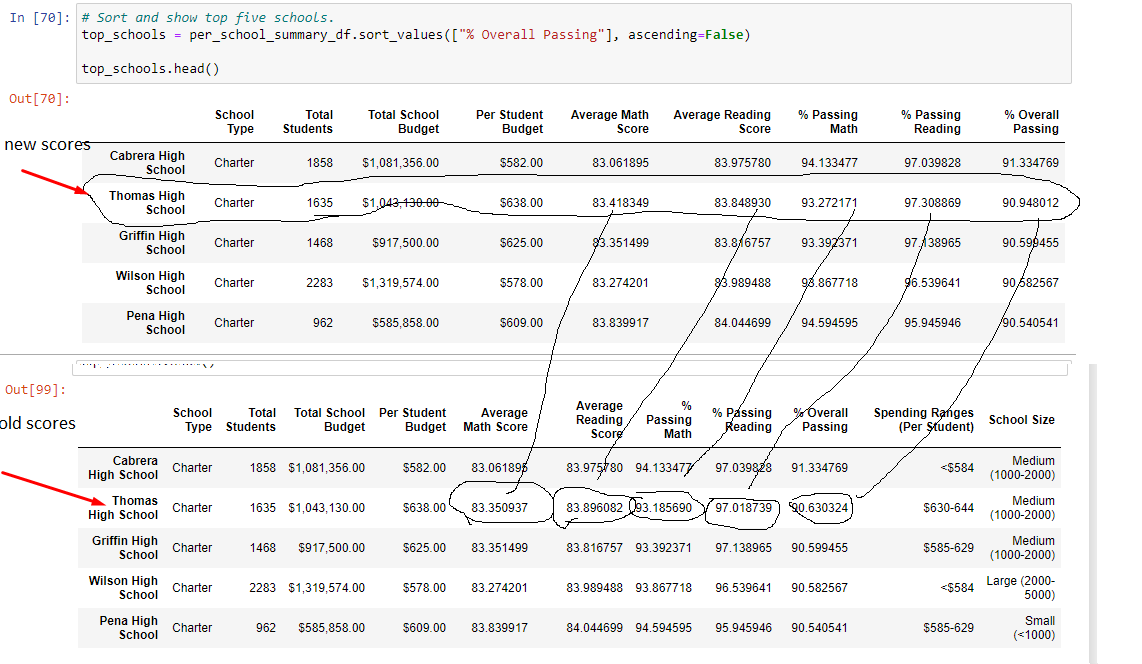 In [70]: # Sort and show top five schools.
top_schools = per_school_summary_df.sort_values(["% Overall Passing"], ascending=False)
top_schools.head()
Out[70]:
School Type Total Students Total School Budget Per Student Budget Average Math Score Average Reading Score % Passing Math % Passing Reading % Overall Passing
new scores
Cabrera High School Charter 1858 $1,081,356.00 $582.00 83.061895 83.975780 94.133477 97.039828 91.334769
Thomas High School Charter 1635 $1,043,130.00 $638.00 83.418349 83.848930 93.272171 97.308869 90.948012
Griffin High School Charter 1468 $917,500.00 $625.00 83.351499 83.816757 93.392371 97.138965 90.599455
Wilson High School Charter 2283 $1,319,574.00 $578.00 83.274201 83.989488 93.867718 96.539641 90.582567
Pena High School Charter 962 $585,858.00 $609.00 83.839917 84.044699 94.594595 95.945946 90.540541
Out[99]:
School Type Total Students Total School Budget Per Student Budget Average Math Score Average Reading Score % Passing Math % Passing Reading % Overall Passing Spending Ranges (Per Student) School Size
old scores
Cabrera High School Charter 1858 $1,081,356.00 $582.00 83.061895 83.975780 94.133477 97.039828 91.334769 <$584 Medium (1000-2000)
Thomas High School Charter 1635 $1,043,130.00 $638.00 83.350937 83.896082 93.185690 97.018739 90.630324 $630-644 Medium (1000-2000)
Griffin High School Charter 1468 $917,500.00 $625.00 83.351499 83.816757 93.392371 97.138965 90.599455 $585-629 Medium (1000-2000)
Wilson High School Charter 2283 $1,319,574.00 $578.00 83.274201 83.989488 93.867718 96.539641 90.582567 <$584 Large (2000-5000)
Pena High School Charter 962 $585,858.00 $609.00 83.839917 84.044699 94.594595 95.945946 90.540541 $585-629 Small (<1000)